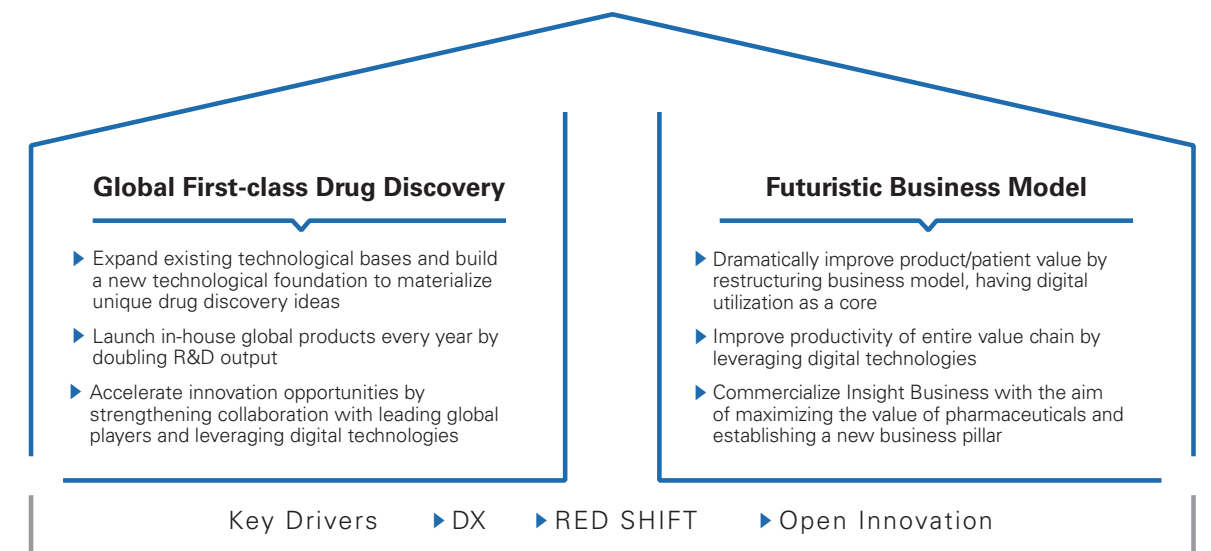 Global First-class Drug Discovery
Expand existing technological bases and build
a new technological foundation to materialize
unique drug discovery ideas
Launch in-house global products every year by
doubling R&D output
Accelerate innovation opportunities by
strengthening collaboration with leading global
players and leveraging digital technologies
Futuristic Business Model
Dramatically improve product/patient value by
restructuring business model, having digital
utilization as a core
Improve productivity of entire value chain by
leveraging digital technologies
Commercialize Insight Business with the aim
of maximizing the value of pharmaceuticals and
establishing a new business pillar
Key Drivers DX RED SHIFT Open Innovation